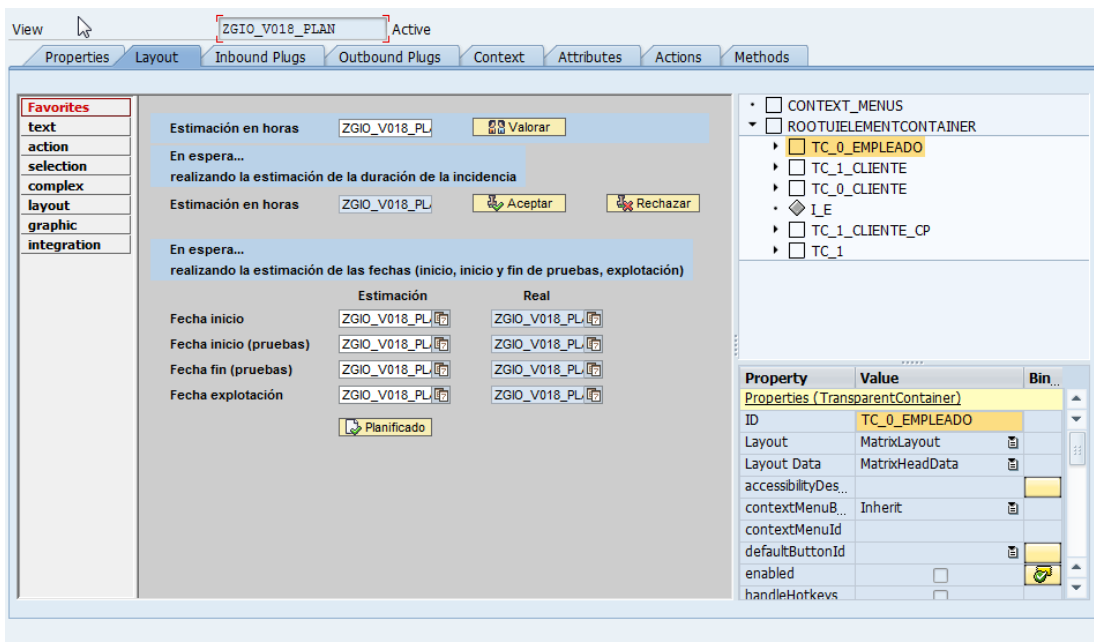 View ZGIO_V018_PLAN Active
Properties Layout Inbound Plugs Outbound Plugs Context Attributes Actions Methods
Favorites
text
action
selection
complex
layout
graphic
integration
Estimación en horas ZGIO_V018_PL Valorar
En espera...
realizando la estimación de la duración de la incidencia
Estimación en horas ZGIO_V018_PL Aceptar Rechazar
En espera...
realizando la estimación de las fechas (inicio, inicio y fin de pruebas, explotación)
Estimación Real
Fecha inicio ZGIO_V018_PL ZGIO_V018_PL
Fecha inicio (pruebas) ZGIO_V018_PL ZGIO_V018_PL
Fecha fin (pruebas) ZGIO_V018_PL ZGIO_V018_PL
Fecha explotación ZGIO_V018_PL ZGIO_V018_PL
Planificado
CONTEXT_MENUS
ROOTUIELEMENTCONTAINER
TC_0_EMPLEADO
TC_1_CLIENTE
TC_0_CLIENTE
I_E
TC_1_CLIENTE_CP
TC_1
Property Value Bin...
Properties (TransparentContainer)
ID TC_0_EMPLEADO
Layout MatrixLayout
Layout Data MatrixHeadData
accessibilityDes...
contextMenuB... Inherit
contextMenuId
defaultButtonId
enabled
handleHotkeys